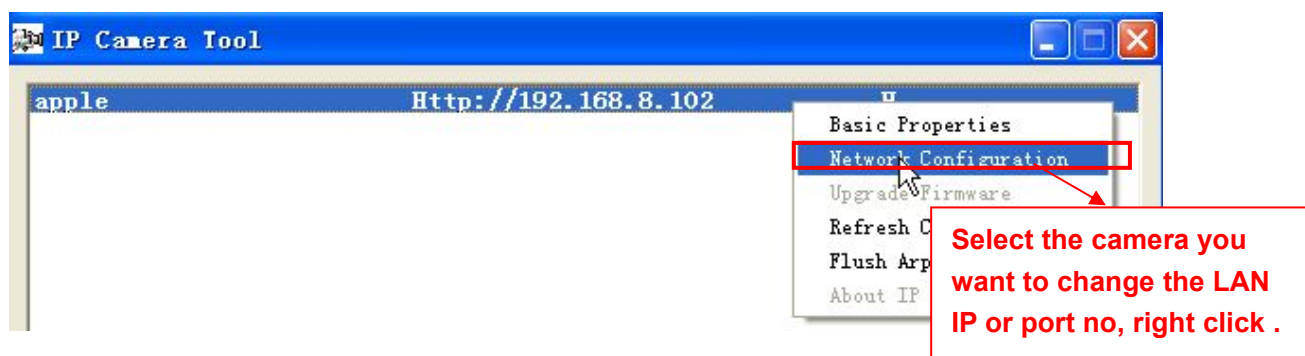 IP Camera Tool
apple Http://192.168.8.102
Basic Properties
Network Configuration
Upgrade Firmware
Refresh C
Flush Arp
About IP
Select the camera you
want to change the LAN
IP or port no, right click .